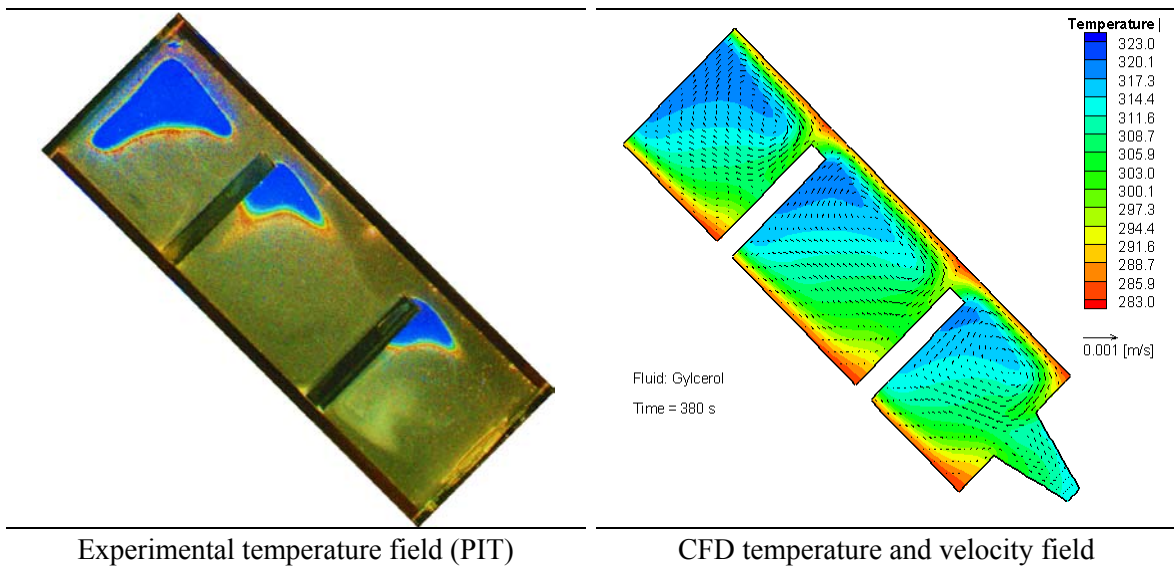 Temperature |
323.0
320.1
317.3
314.4
311.6
308.7
305.9
303.0
300.1
297.3
294.4
291.6
288.7
285.9
283.0
0.001 [m/s]
Fluid: Gylcerol
Time = 380 s
Experimental temperature field (PIT)
CFD temperature and velocity field